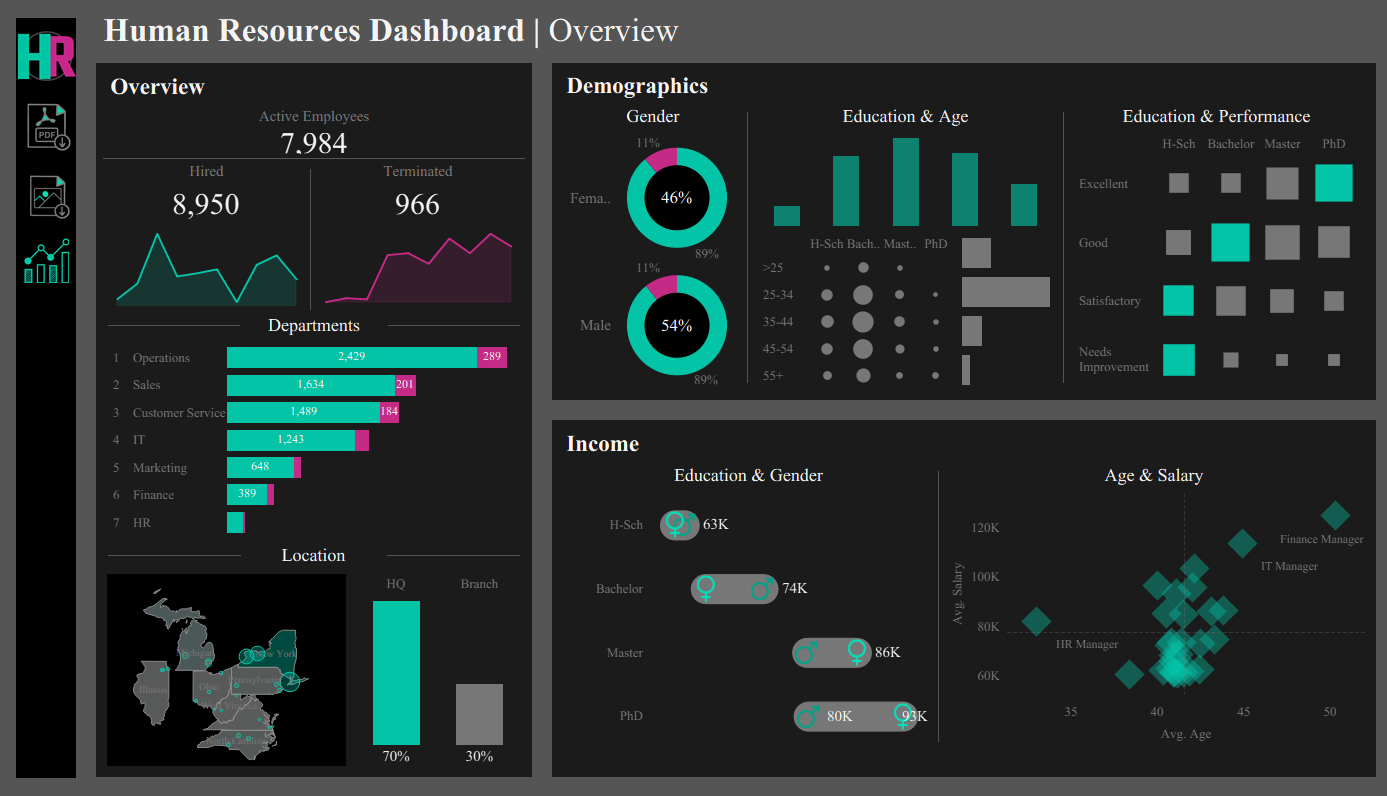 Human Resources Dashboard | Overview
HR
PDF
Overview
Active Employees
7,984
Hired
8,950
Terminated
966
Departments
1 Operations 2,429 289
2 Sales 1,634 201
3 Customer Service 1,489 184
4 IT 1,243
5 Marketing 648
6 Finance 389
7 HR
Location
Michigan
New York
Illinois
Ohio
Pennsylvania
West Virginia
North Carolina
HQ
70%
Branch
30%
Demographics
Gender
11%
Fema..
46%
89%
11%
Male
54%
89%
Education & Age
H-Sch Bach.. Mast.. PhD
>25
25-34
35-44
45-54
55+
Education & Performance
H-Sch Bachelor Master PhD
Excellent
Good
Satisfactory
Needs
Improvement
Income
Education & Gender
H-Sch 63K
Bachelor 74K
Master 86K
PhD 80K 93K
Age & Salary
Avg. Salary
120K
100K
80K
60K
Finance Manager
IT Manager
HR Manager
35 40 45 50
Avg. Age